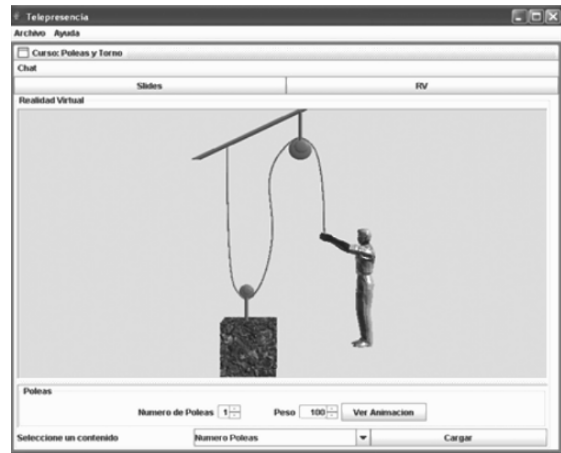 Telepresencia
Archivo Ayuda
Curso: Poleas y Torno
Chat
Slides RV
Realidad Virtual
Poleas
Numero de Poleas 1 Peso 100 Ver Animacion
Seleccione un contenido Numero Poleas Cargar